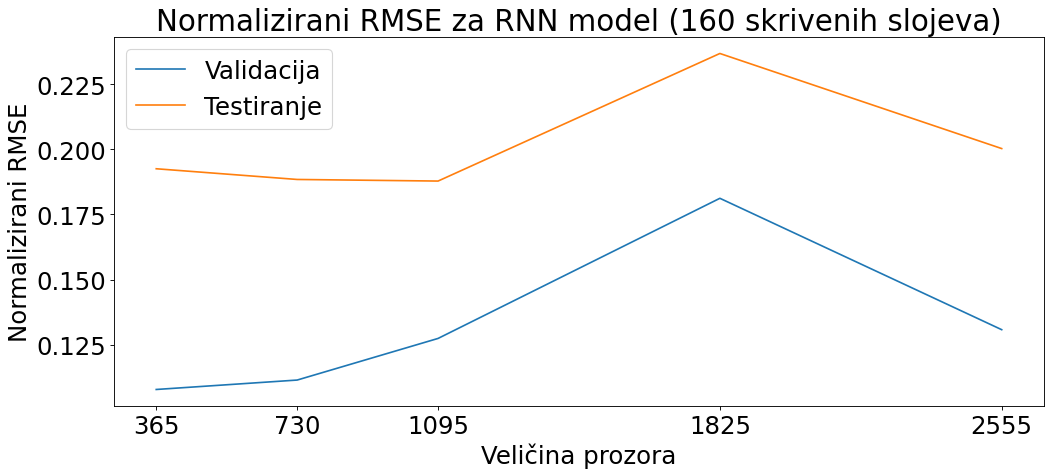 Normalizirani RMSE za RNN model (160 skrivenih slojeva)
Validacija
Testiranje
Normalizirani RMSE
0.225
0.200
0.175
0.150
0.125
365 730 1095 1825 2555
Veličina prozora